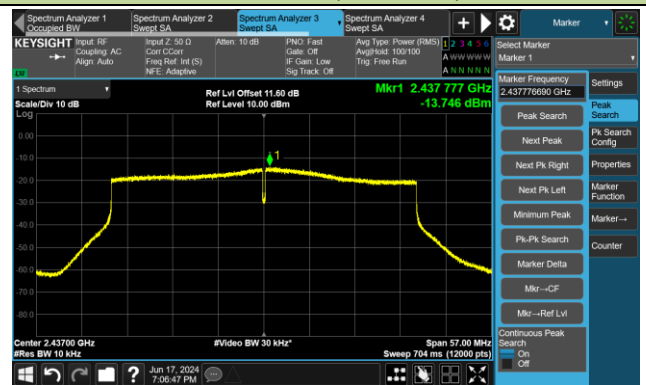 Spectrum Analyzer 1
Occupied BW
Spectrum Analyzer 2
Swept SA
Spectrum Analyzer 3
Swept SA
Spectrum Analyzer 4
Swept SA
+
Marker
KEYSIGHT
Input: RF
Coupling: AC
Align: Auto
Input Z: 50 Ω
Corr CCorr
Freq Ref: Int (S)
NFE: Adaptive
Atten: 10 dB
PNO: Fast
Gate: Off
IF Gain: Low
Sig Track: Off
Avg Type: Power (RMS)
Avg|Hold: 100/100
Trig: Free Run
1 2 3 4 5 6
A W W W W W
A N N N N N
LW
Select Marker
Marker 1
1 Spectrum
Scale/Div 10 dB
Log
Ref Lvl Offset 11.60 dB
Ref Level 10.00 dBm
Mkr1 2.437 777 GHz
-13.746 dBm
0.00
-10.0
-20.0
-30.0
-40.0
-50.0
-60.0
-70.0
-80.0
1
Center 2.43700 GHz
#Res BW 10 kHz
#Video BW 30 kHz*
Span 57.00 MHz
Sweep 704 ms (12000 pts)
Marker Frequency
2.437776690 GHz
Peak Search
Next Peak
Next Pk Right
Next Pk Left
Minimum Peak
Pk-Pk Search
Marker Delta
Mkr→CF
Mkr→Ref Lvl
Continuous Peak
Search
On
Off
Settings
Peak
Search
Pk Search
Config
Properties
Marker
Function
Marker→
Counter
?
Jun 17, 2024
7:06:47 PM